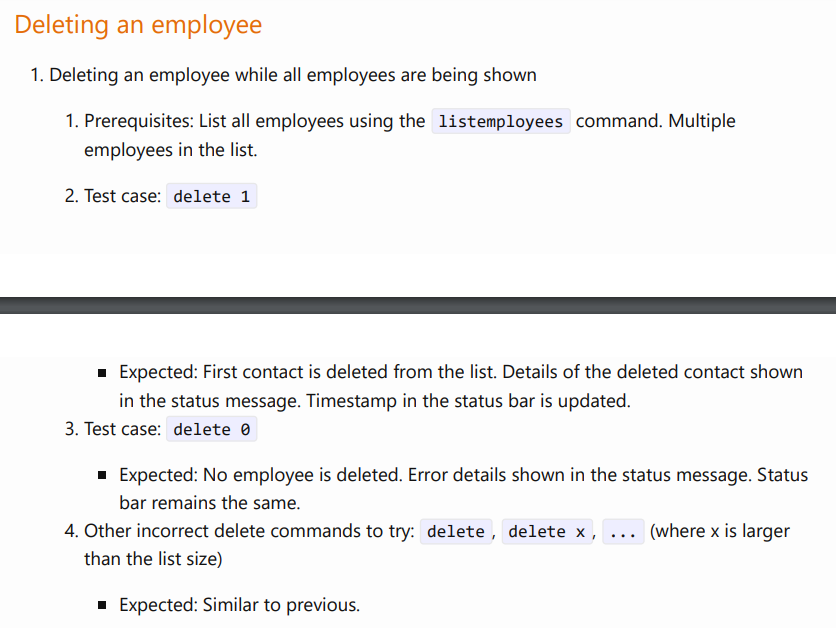 Deleting an employee
1. Deleting an employee while all employees are being shown
1. Prerequisites: List all employees using the listemployees command. Multiple
employees in the list.
2. Test case: delete 1
▪ Expected: First contact is deleted from the list. Details of the deleted contact shown
in the status message. Timestamp in the status bar is updated.
3. Test case: delete 0
▪ Expected: No employee is deleted. Error details shown in the status message. Status
bar remains the same.
4. Other incorrect delete commands to try: delete, delete x, ... (where x is larger
than the list size)
▪ Expected: Similar to previous.